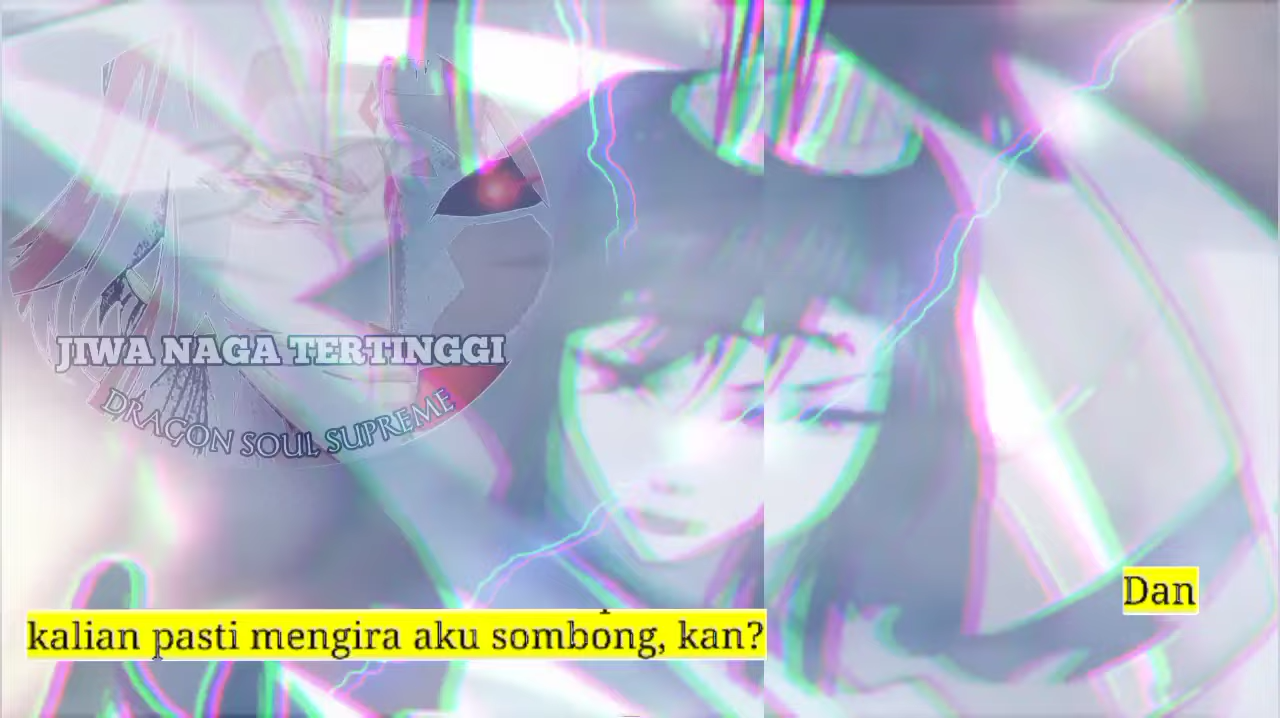 JIWA NAGA TERTINGGI
DRAGON SOUL SUPREME
Dan
kalian pasti mengira aku sombong, kan?